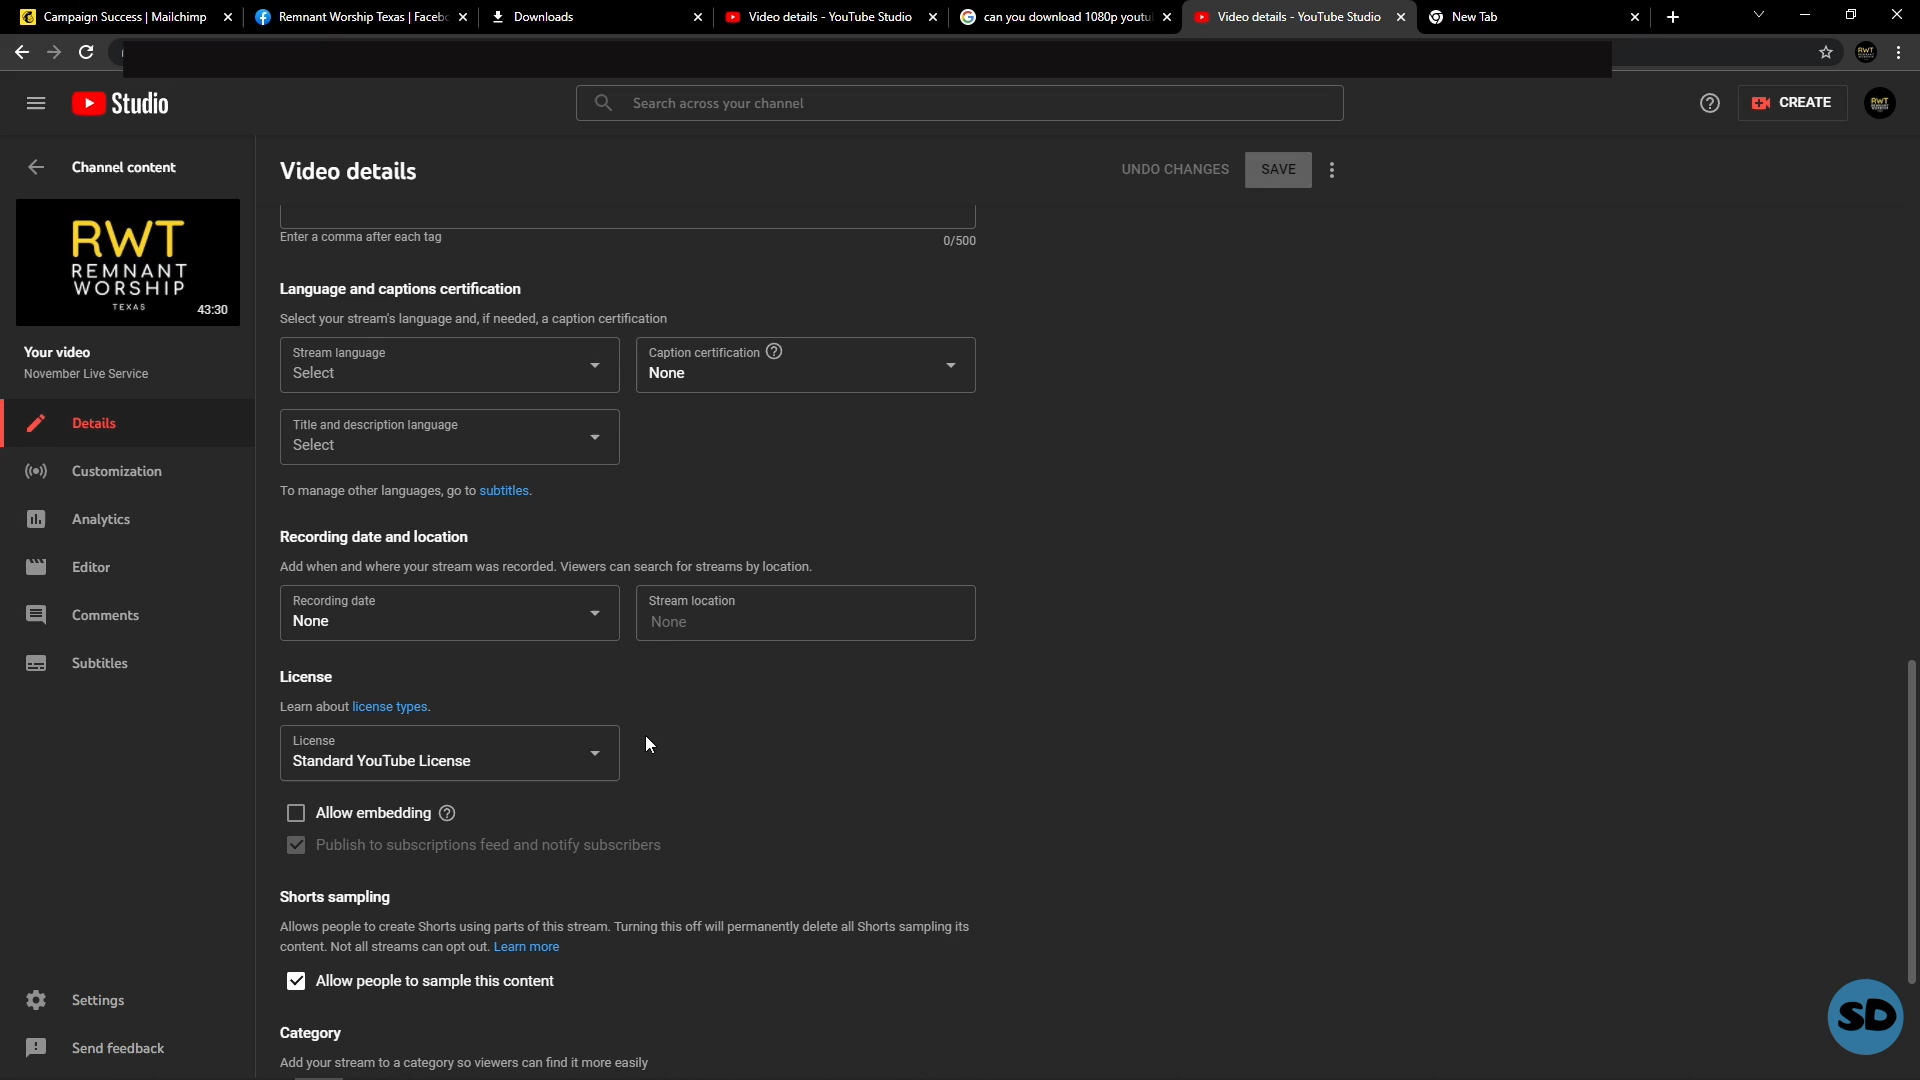 Campaign Success | Mailchimp
Remnant Worship Texas | Facebo
Downloads
Video details - YouTube Studio
can you download 1080p youtu
Video details - YouTube Studio
New Tab
RWT
Studio
Search across your channel
CREATE
RWT
Channel content
Video details
UNDO CHANGES
SAVE
RWT
REMNANT
WORSHIP
TEXAS
43:30
Your video
November Live Service
Details
Customization
Analytics
Editor
Comments
Subtitles
Settings
Send feedback
Enter a comma after each tag
0/500
Language and captions certification
Select your stream's language and, if needed, a caption certification
Stream language
Select
Caption certification
None
Title and description language
Select
To manage other languages, go to subtitles.
Recording date and location
Add when and where your stream was recorded. Viewers can search for streams by location.
Recording date
None
Stream location
None
License
Learn about license types.
License
Standard YouTube License
Allow embedding
Publish to subscriptions feed and notify subscribers
Shorts sampling
Allows people to create Shorts using parts of this stream. Turning this off will permanently delete all Shorts sampling its
content. Not all streams can opt out. Learn more
Allow people to sample this content
Category
Add your stream to a category so viewers can find it more easily
SD